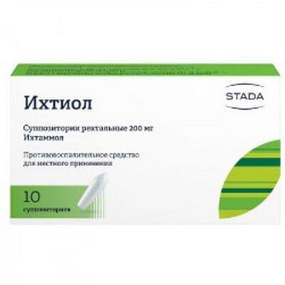 STADA
Ихтиол
Суппозитории ректальные 200 мг
Ихтаммол
Противовоспалительное средство
для местного применения
10
суппозиториев